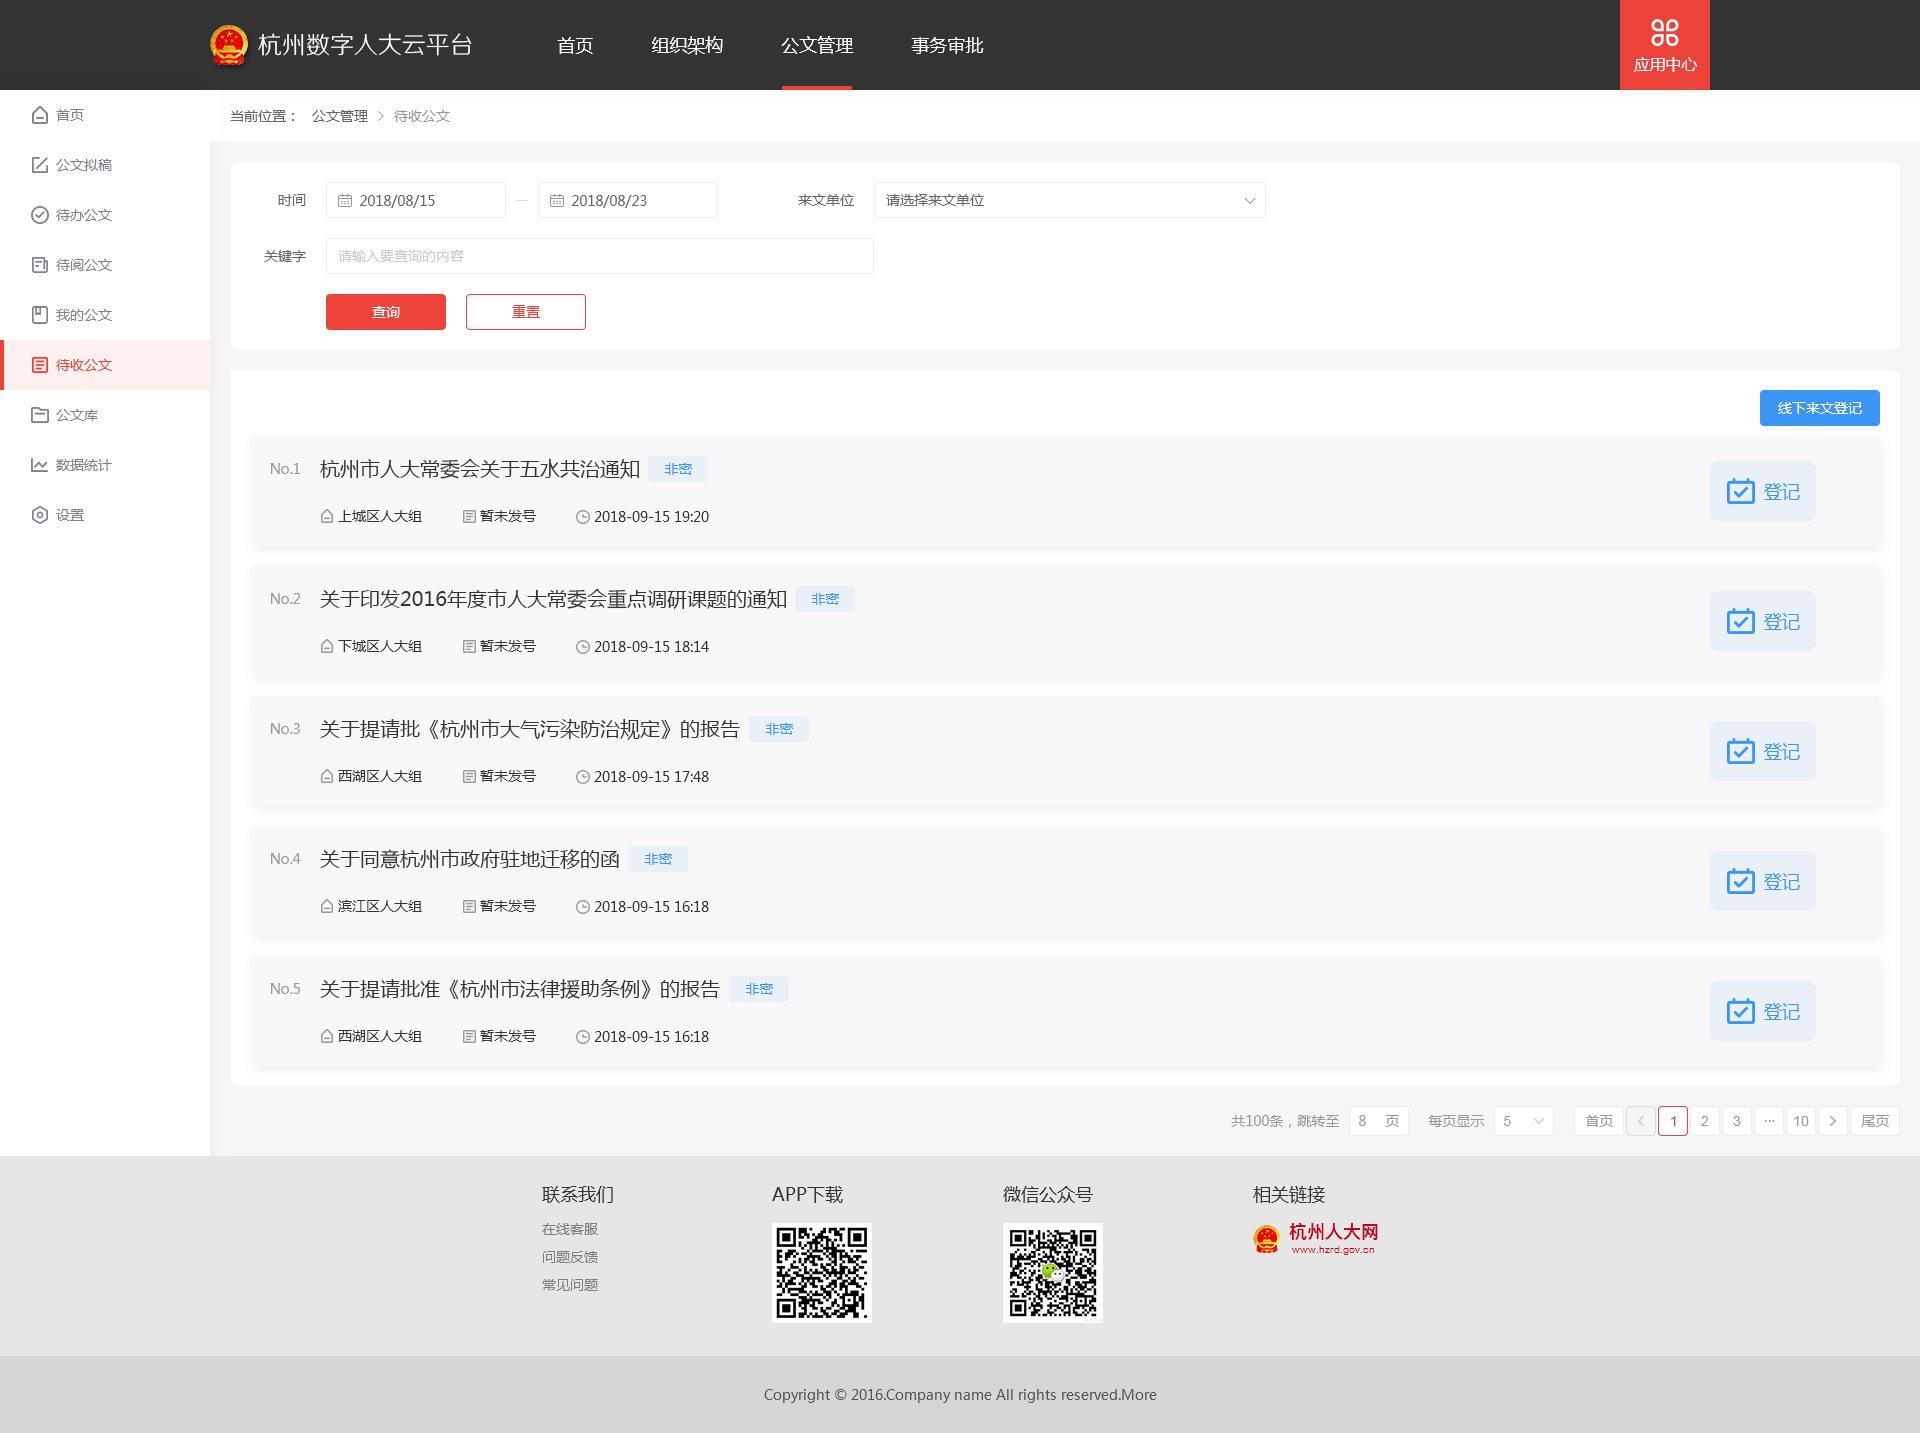 杭州数字人大云平台 首页 组织架构 公文管理 事务审批 应用中心
首页
公文拟稿
待办公文
待阅公文
我的公文
待收公文
公文库
数据统计
设置
当前位置： 公文管理 > 待收公文
时间 2018/08/15 — 2018/08/23 来文单位 请选择来文单位
关键字 请输入要查询的内容
查询 重置
线下来文登记
No.1 杭州市人大常委会关于五水共治通知 非密
上城区人大组 暂未发号 2018-09-15 19:20
登记
No.2 关于印发2016年度市人大常委会重点调研课题的通知 非密
下城区人大组 暂未发号 2018-09-15 18:14
登记
No.3 关于提请批《杭州市大气污染防治规定》的报告 非密
西湖区人大组 暂未发号 2018-09-15 17:48
登记
No.4 关于同意杭州市政府驻地迁移的函 非密
滨江区人大组 暂未发号 2018-09-15 16:18
登记
No.5 关于提请批准《杭州市法律援助条例》的报告 非密
西湖区人大组 暂未发号 2018-09-15 16:18
登记
共100条，跳转至 8 页 每页显示 5 首页 < 1 2 3 ··· 10 > 尾页
联系我们
在线客服
问题反馈
常见问题
APP下载
微信公众号
相关链接
杭州人大网
www.hzrd.gov.cn
Copyright © 2016.Company name All rights reserved.More